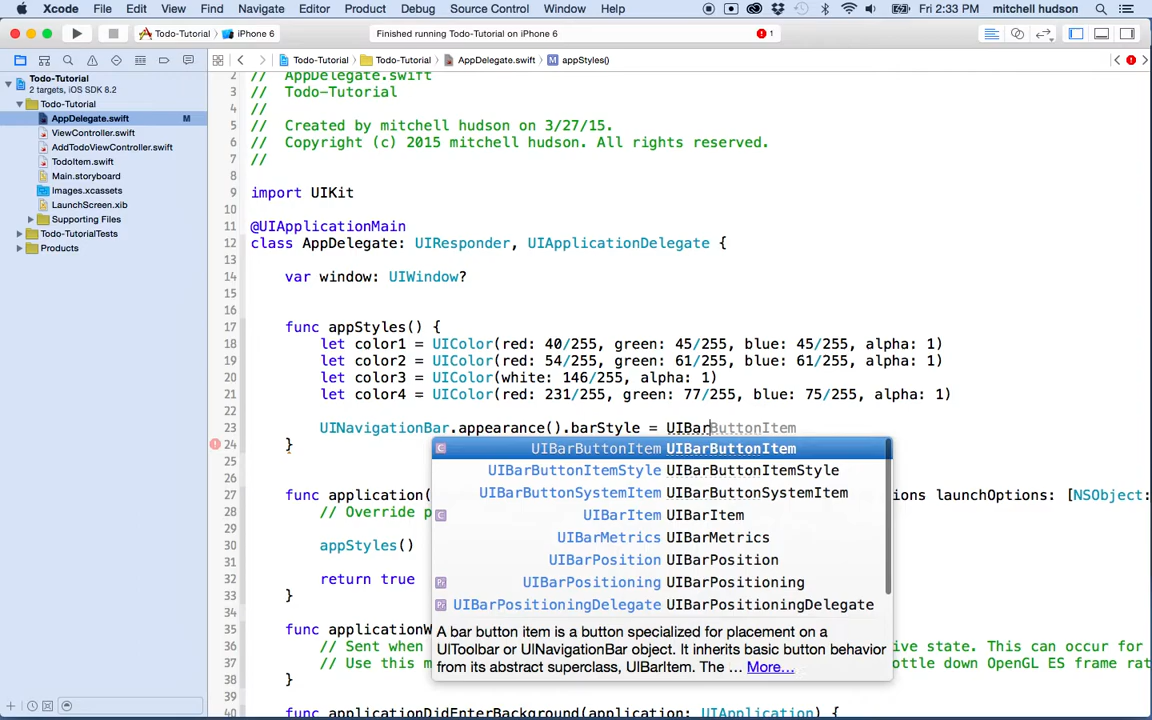 Xcode File Edit View Find Navigate Editor Product Debug Source Control Window Help Fri 2:33 PM mitchell hudson
Todo-Tutorial iPhone 6 Finished running Todo-Tutorial on iPhone 6 1
Todo-Tutorial Todo-Tutorial AppDelegate.swift appStyles()
Todo-Tutorial
2 targets, iOS SDK 8.2
Todo-Tutorial
AppDelegate.swift M
ViewController.swift
AddTodoViewController.swift
TodoItem.swift
Main.storyboard
Images.xcassets
LaunchScreen.xib
Supporting Files
Todo-TutorialTests
Products
2 // AppDelegate.swift
3 // Todo-Tutorial
4 //
5 // Created by mitchell hudson on 3/27/15.
6 // Copyright (c) 2015 mitchell hudson. All rights reserved.
7 //
8
9 import UIKit
10
11 @UIApplicationMain
12 class AppDelegate: UIResponder, UIApplicationDelegate {
13
14 var window: UIWindow?
15
16
17 func appStyles() {
18 let color1 = UIColor(red: 40/255, green: 45/255, blue: 45/255, alpha: 1)
19 let color2 = UIColor(red: 54/255, green: 61/255, blue: 61/255, alpha: 1)
20 let color3 = UIColor(white: 146/255, alpha: 1)
21 let color4 = UIColor(red: 231/255, green: 77/255, blue: 75/255, alpha: 1)
22
23 UINavigationBar.appearance().barStyle = UIBarButtonItem
24 }
25
26
27 func application( ions launchOptions: [NSObject:
28 // Override p
29
30 appStyles()
31
32 return true
33 }
34
35 func applicationW
36 // Sent when ive state. This can occur for
37 // Use this m ottle down OpenGL ES frame rat
38 }
39
40 func applicationDidEnterBackground(application: UIApplication) {
C UIBarButtonItem UIBarButtonItem
UIBarButtonItemStyle UIBarButtonItemStyle
UIBarButtonSystemItem UIBarButtonSystemItem
C UIBarItem UIBarItem
UIBarMetrics UIBarMetrics
UIBarPosition UIBarPosition
Pr UIBarPositioning UIBarPositioning
Pr UIBarPositioningDelegate UIBarPositioningDelegate
A bar button item is a button specialized for placement on a
UIToolbar or UINavigationBar object. It inherits basic button behavior
from its abstract superclass, UIBarItem. The … More…